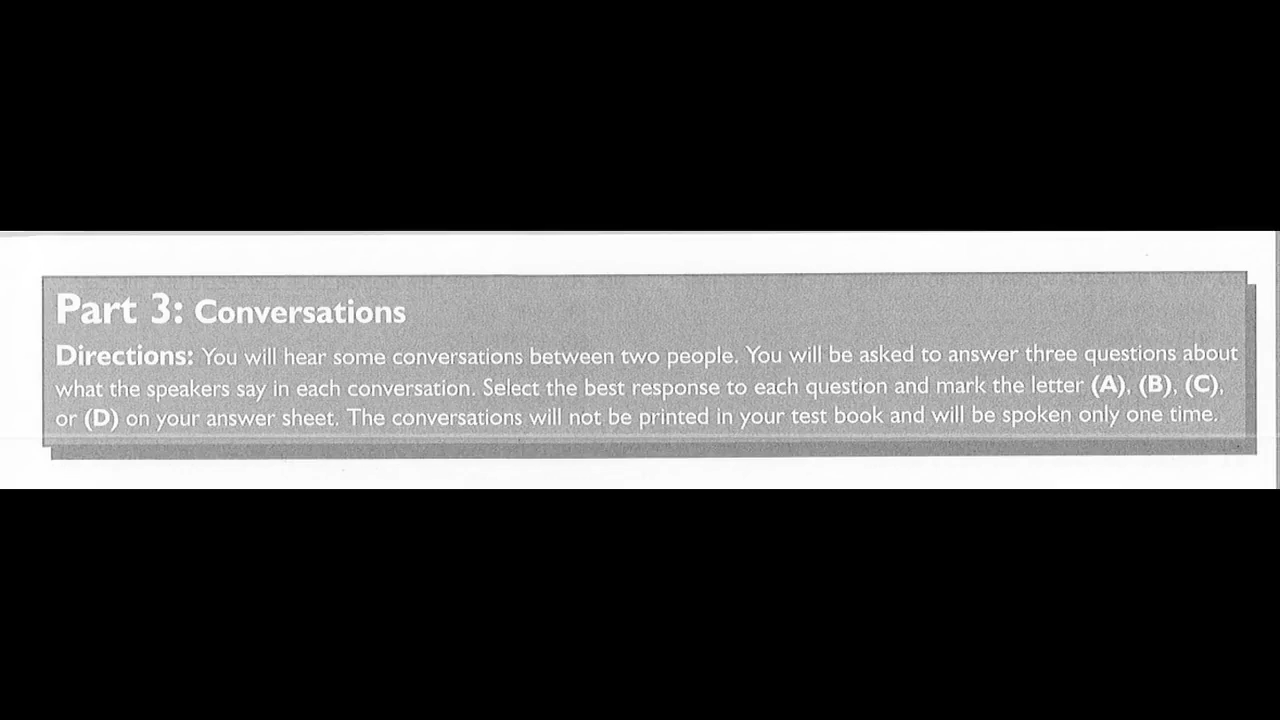 Part 3: Conversations
Directions: You will hear some conversations between two people. You will be asked to answer three questions about
what the speakers say in each conversation. Select the best response to each question and mark the letter (A), (B), (C),
or (D) on your answer sheet. The conversations will not be printed in your test book and will be spoken only one time.